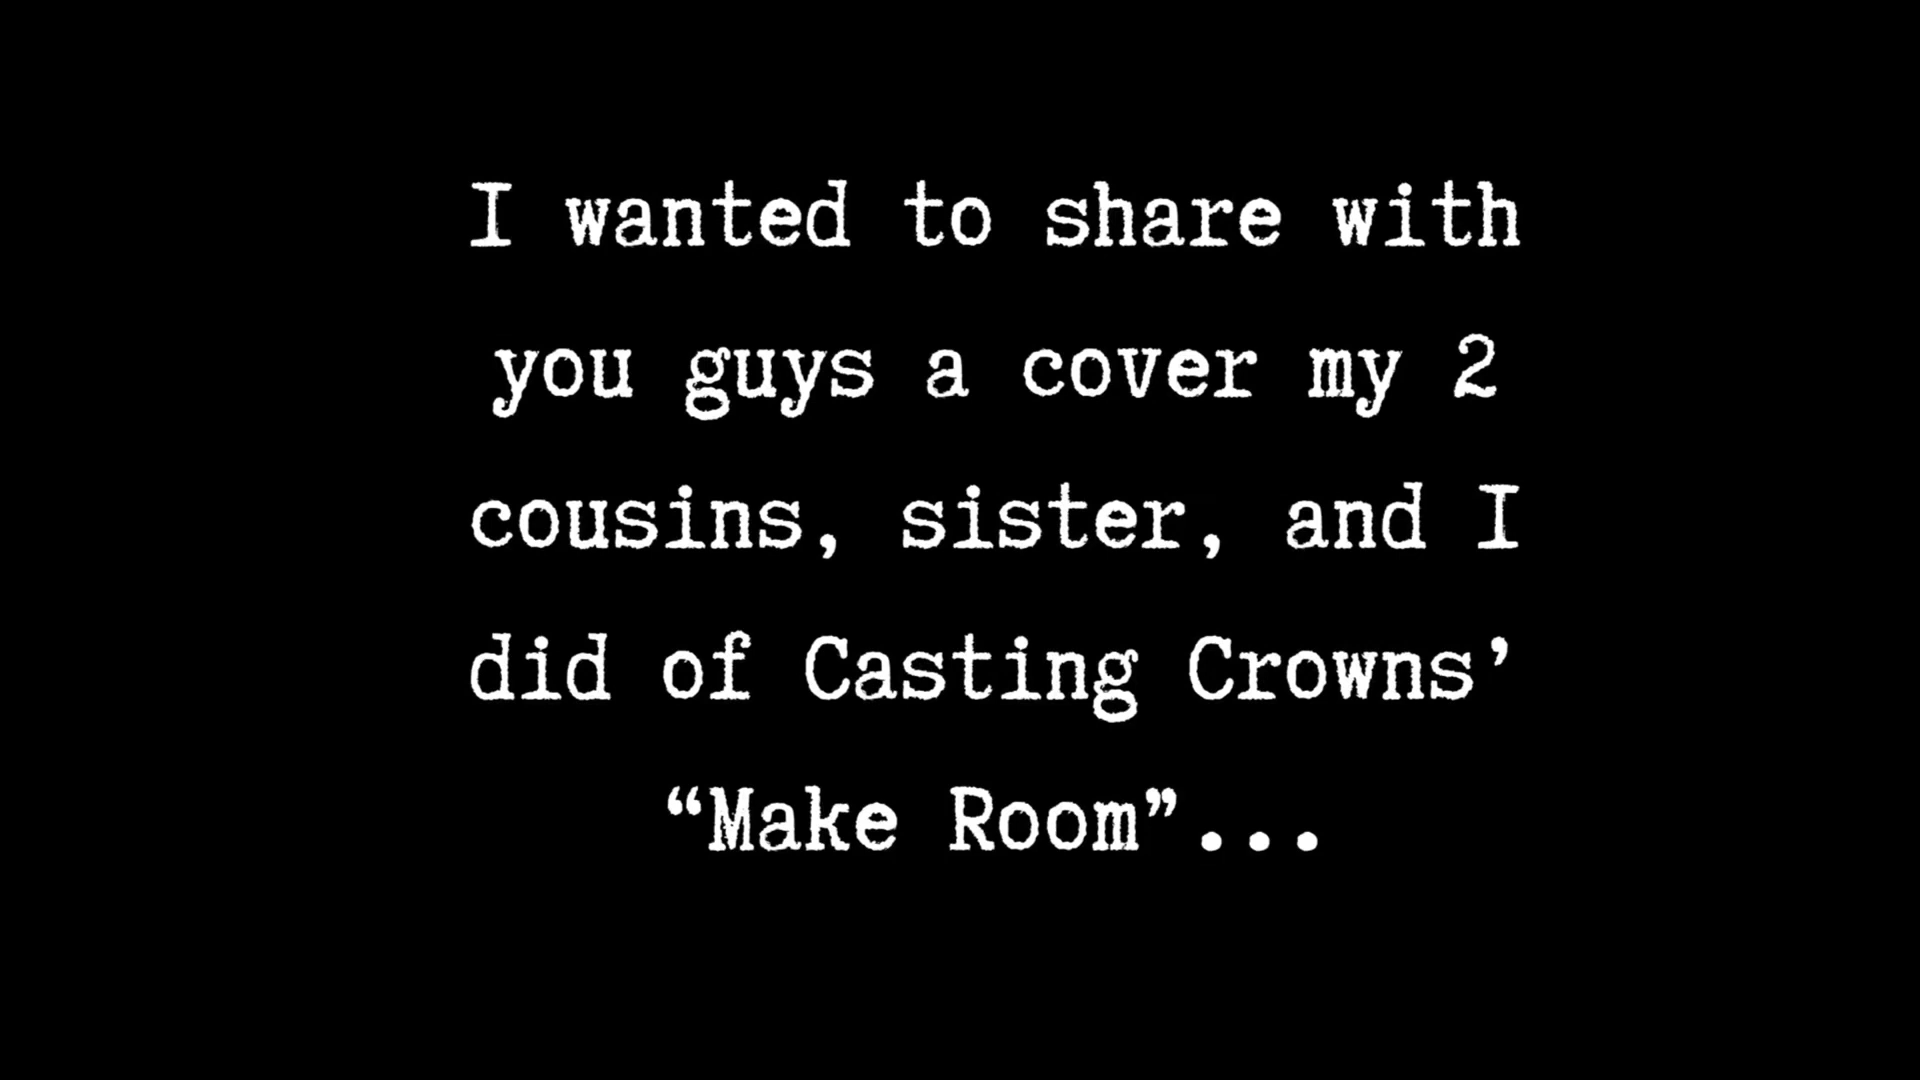 I wanted to share with
you guys a cover my 2
cousins, sister, and I
did of Casting Crowns’
“Make Room”...